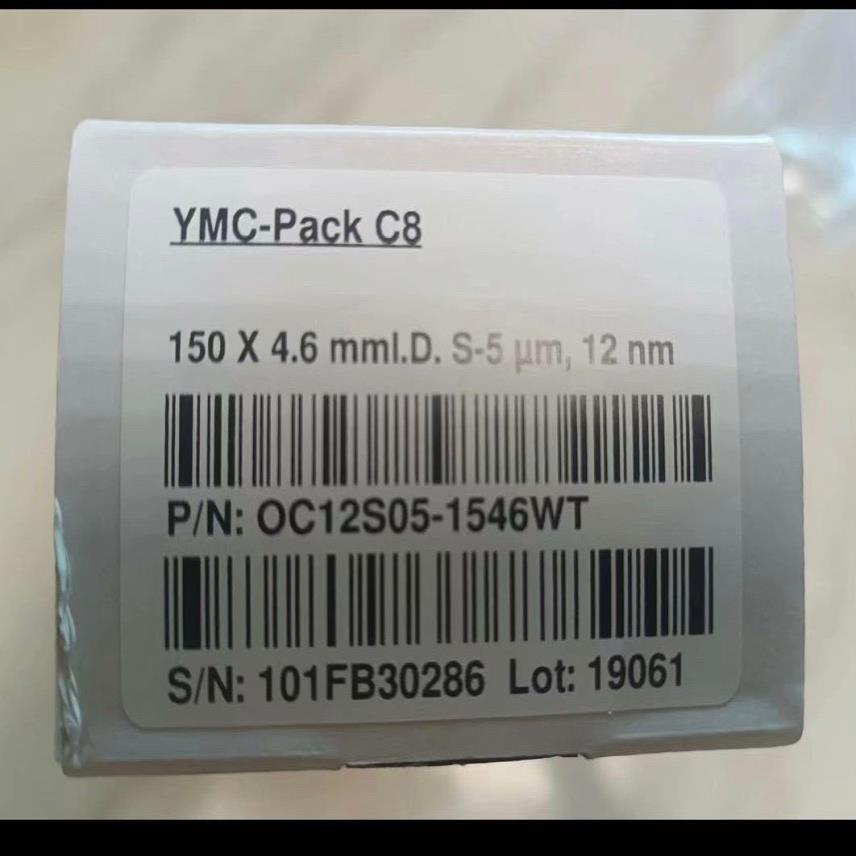 YMC-Pack C8
150 X 4.6 mmI.D. S-5 µm, 12 nm
P/N: OC12S05-1546WT
S/N: 101FB30286 Lot: 19061